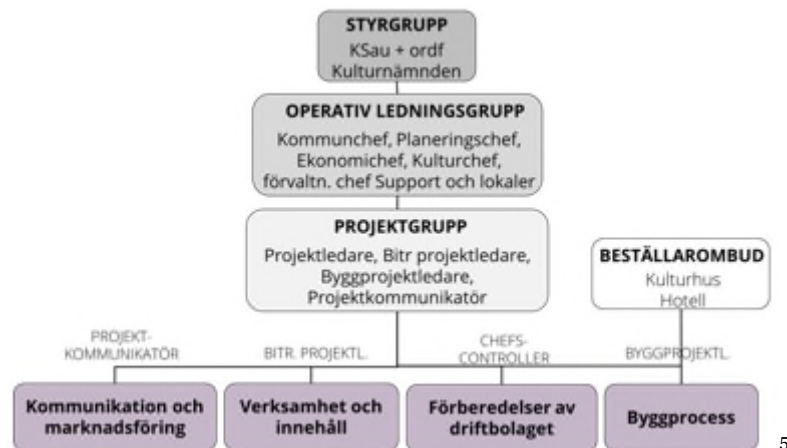 STYRGRUPP
KSau + ordf
Kulturnämnden
OPERATIV LEDNINGSGRUPP
Kommunchef, Planeringschef,
Ekonomichef, Kulturchef,
förvaltn. chef Support och lokaler
PROJEKTGRUPP
Projektledare, Bitr projektledare,
Byggprojektledare,
Projektkommunikatör
BESTÄLLAROMBUD
Kulturhus
Hotell
PROJEKT-
KOMMUNIKATÖR
BITR. PROJEKTL.
CHEFS-
CONTROLLER
BYGGPROJEKTL.
Kommunikation och
marknadsföring
Verksamhet och
innehåll
Förberedelser av
driftbolaget
Byggprocess
5